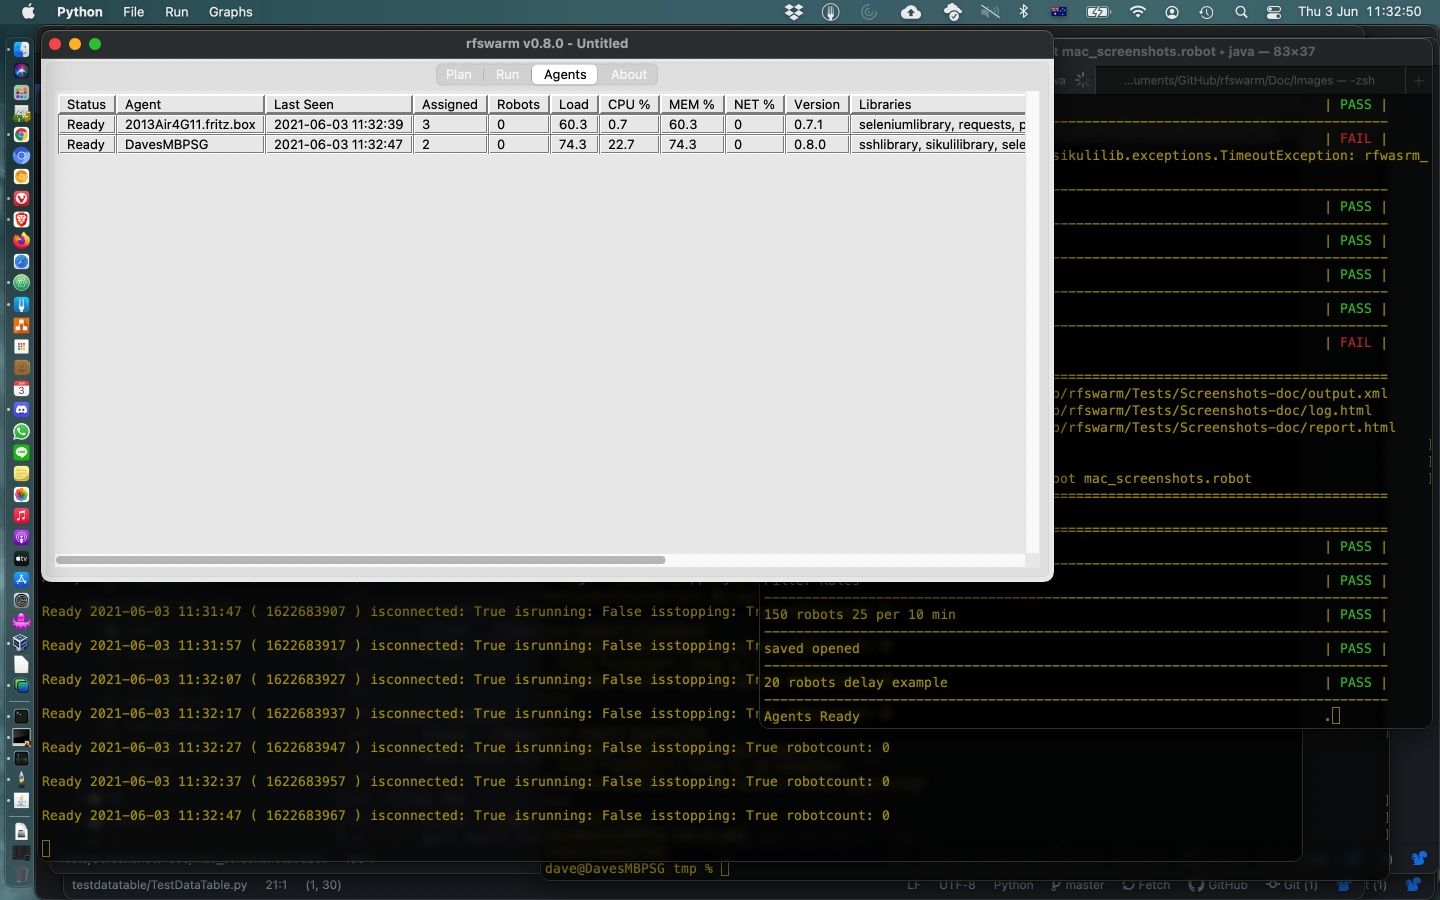 Python File Run Graphs Thu 3 Jun 11:32:50
rfswarm v0.8.0 - Untitled
Plan Run Agents About
Status Agent Last Seen Assigned Robots Load CPU % MEM % NET % Version Libraries
Ready 2013Air4G11.fritz.box 2021-06-03 11:32:39 3 0 60.3 0.7 60.3 0 0.7.1 seleniumlibrary, requests, p
Ready DavesMBPSG 2021-06-03 11:32:47 2 0 74.3 22.7 74.3 0 0.8.0 sshlibrary, sikulilibrary, sele
t mac_screenshots.robot ▸ java — 83×37
va ...uments/GitHub/rfswarm/Doc/Images — -zsh
| PASS |
| FAIL |
sikulilib.exceptions.TimeoutException: rfwasrm_
| PASS |
| PASS |
| PASS |
| PASS |
| FAIL |
b/rfswarm/Tests/Screenshots-doc/output.xml
b/rfswarm/Tests/Screenshots-doc/log.html
b/rfswarm/Tests/Screenshots-doc/report.html
bot mac_screenshots.robot
| PASS |
| PASS |
150 robots 25 per 10 min | PASS |
saved opened | PASS |
20 robots delay example | PASS |
Agents Ready .
Ready 2021-06-03 11:31:47 ( 1622683907 ) isconnected: True isrunning: False isstopping: Tr
Ready 2021-06-03 11:31:57 ( 1622683917 ) isconnected: True isrunning: False isstopping: Tr
Ready 2021-06-03 11:32:07 ( 1622683927 ) isconnected: True isrunning: False isstopping: Tr
Ready 2021-06-03 11:32:17 ( 1622683937 ) isconnected: True isrunning: False isstopping: Tr
Ready 2021-06-03 11:32:27 ( 1622683947 ) isconnected: True isrunning: False isstopping: True robotcount: 0
Ready 2021-06-03 11:32:37 ( 1622683957 ) isconnected: True isrunning: False isstopping: True robotcount: 0
Ready 2021-06-03 11:32:47 ( 1622683967 ) isconnected: True isrunning: False isstopping: True robotcount: 0
dave@DavesMBPSG tmp %
testdatatable/TestDataTable.py 21:1 (1, 30) LF UTF-8 Python master Fetch GitHub Git (1) t (1)